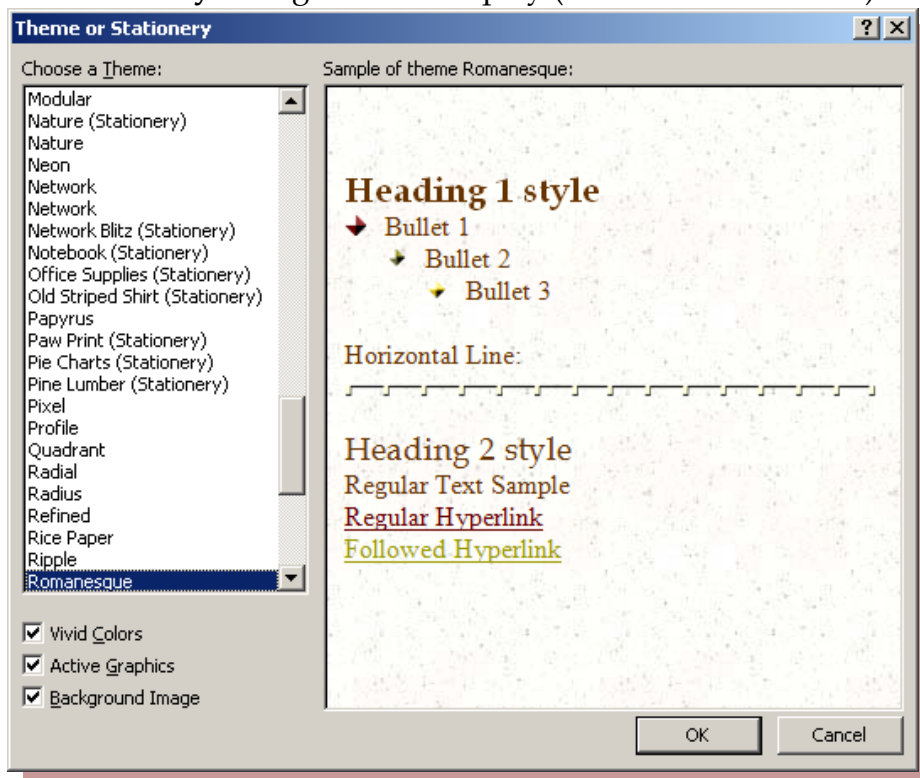 Theme or Stationery
Choose a Theme:
Modular
Nature (Stationery)
Nature
Neon
Network
Network
Network Blitz (Stationery)
Notebook (Stationery)
Office Supplies (Stationery)
Old Striped Shirt (Stationery)
Papyrus
Paw Print (Stationery)
Pie Charts (Stationery)
Pine Lumber (Stationery)
Pixel
Profile
Quadrant
Radial
Radius
Refined
Rice Paper
Ripple
Romanesque
Vivid Colors
Active Graphics
Background Image
Sample of theme Romanesque:
Heading 1 style
Bullet 1
Bullet 2
Bullet 3
Horizontal Line:
Heading 2 style
Regular Text Sample
Regular Hyperlink
Followed Hyperlink
OK
Cancel